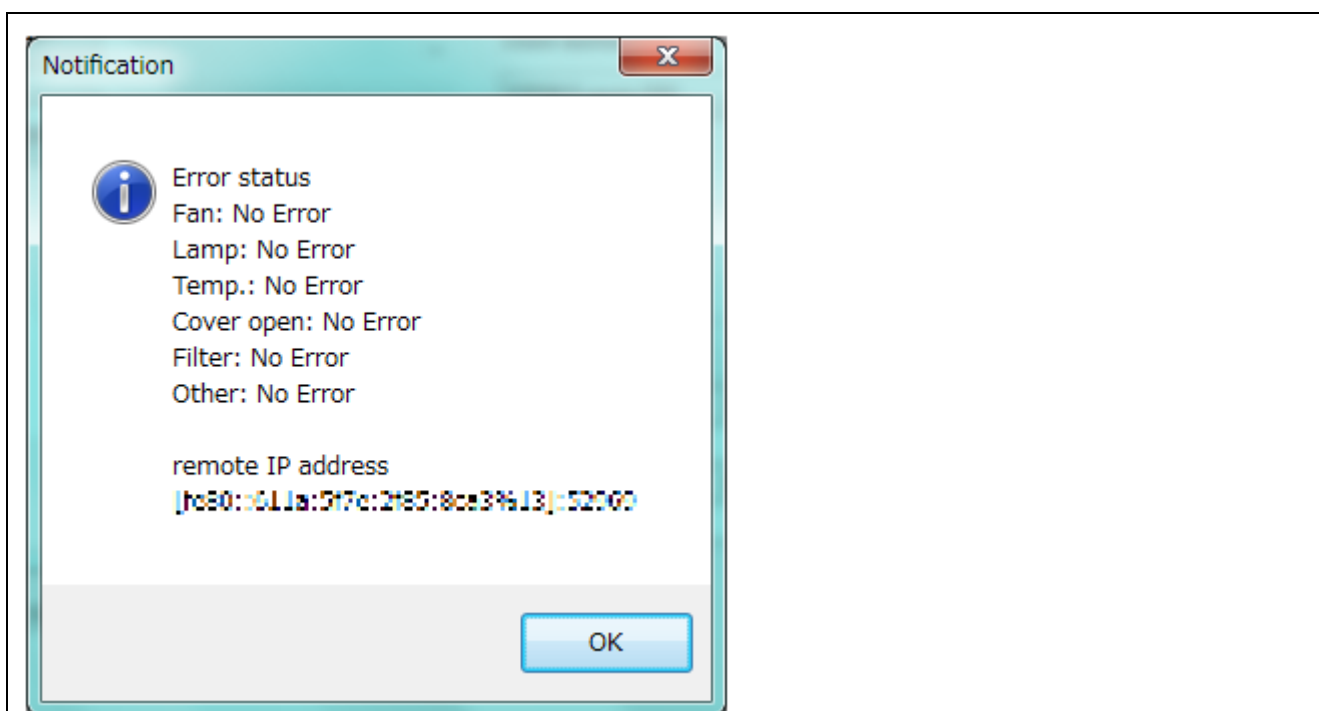 Notification
Error status
Fan: No Error
Lamp: No Error
Temp.: No Error
Cover open: No Error
Filter: No Error
Other: No Error
remote IP address
OK